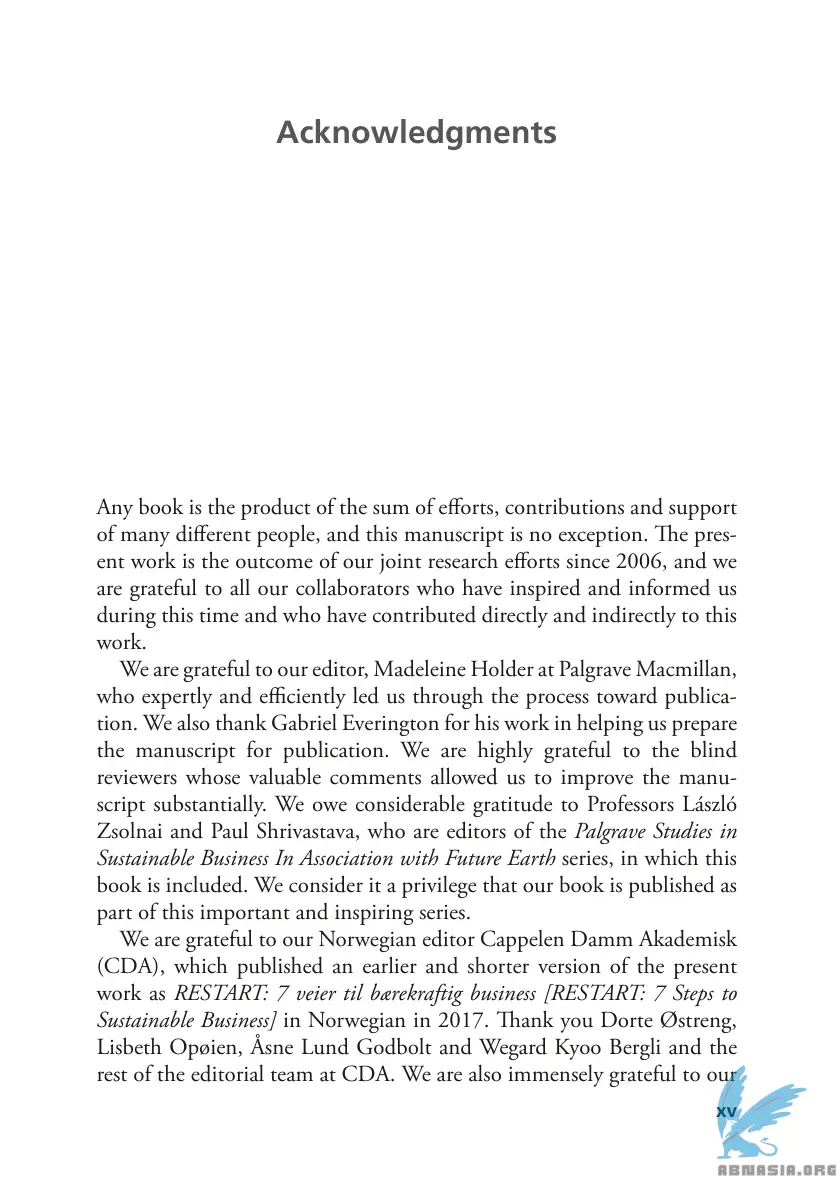 Acknowledgments
Any book is the product of the sum of efforts, contributions and support
of many different people, and this manuscript is no exception. The pres-
ent work is the outcome of our joint research efforts since 2006, and we
are grateful to all our collaborators who have inspired and informed us
during this time and who have contributed directly and indirectly to this
work.
We are grateful to our editor, Madeleine Holder at Palgrave Macmillan,
who expertly and efficiently led us through the process toward publica-
tion. We also thank Gabriel Everington for his work in helping us prepare
the manuscript for publication. We are highly grateful to the blind
reviewers whose valuable comments allowed us to improve the manu-
script substantially. We owe considerable gratitude to Professors László
Zsolnai and Paul Shrivastava, who are editors of the Palgrave Studies in
Sustainable Business In Association with Future Earth series, in which this
book is included. We consider it a privilege that our book is published as
part of this important and inspiring series.
We are grateful to our Norwegian editor Cappelen Damm Akademisk
(CDA), which published an earlier and shorter version of the present
work as RESTART: 7 veier til bærekraftig business [RESTART: 7 Steps to
Sustainable Business] in Norwegian in 2017. Thank you Dorte Østreng,
Lisbeth Opøien, Åsne Lund Godbolt and Wegard Kyoo Bergli and the
rest of the editorial team at CDA. We are also immensely grateful to our
xv
ABNASIA.ORG